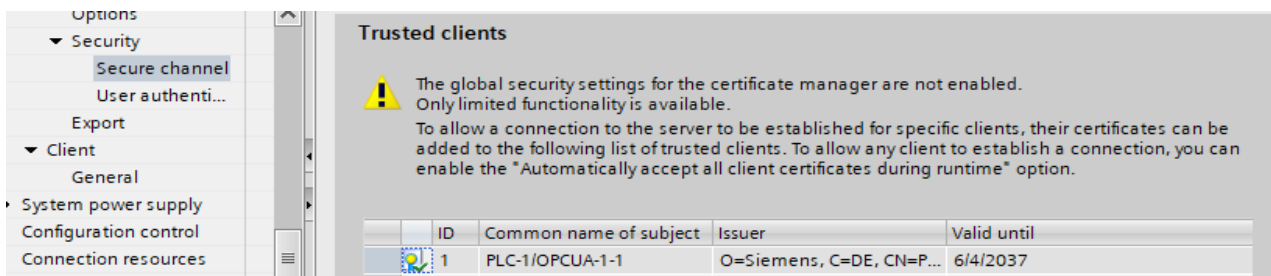 Options
Security
Secure channel
User authenti...
Export
Client
General
System power supply
Configuration control
Connection resources
Trusted clients
The global security settings for the certificate manager are not enabled.
Only limited functionality is available.
To allow a connection to the server to be established for specific clients, their certificates can be
added to the following list of trusted clients. To allow any client to establish a connection, you can
enable the "Automatically accept all client certificates during runtime" option.
ID Common name of subject Issuer Valid until
1 PLC-1/OPCUA-1-1 O=Siemens, C=DE, CN=P... 6/4/2037